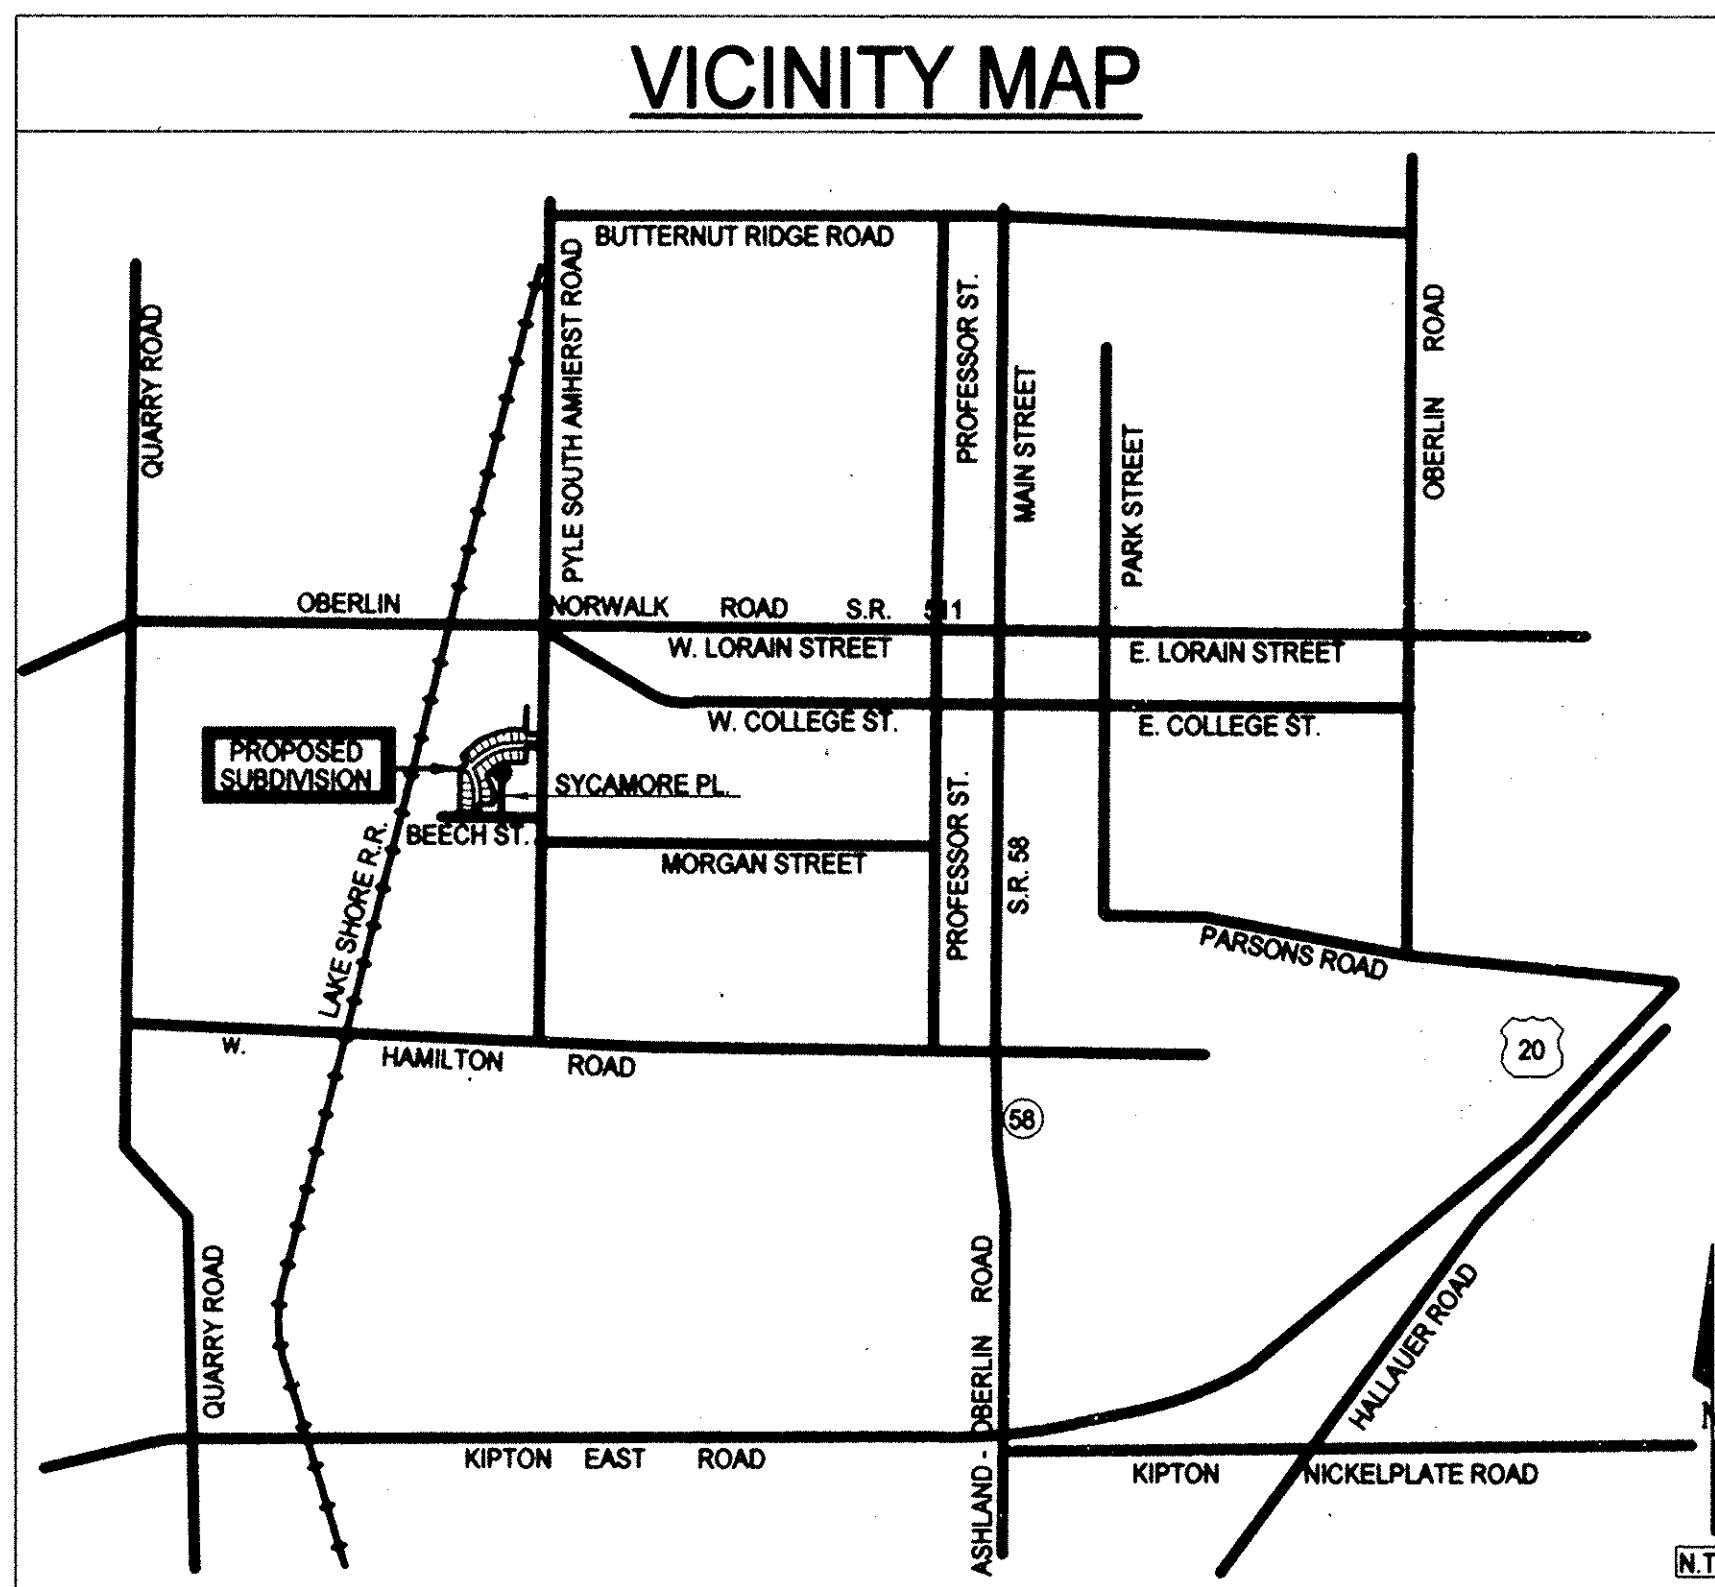 VICINITY MAP
BUTTERNUT RIDGE ROAD
QUARRY ROAD
PYLE SOUTH AMHERST ROAD
PROFESSOR ST.
MAIN STREET
PARK STREET
OBERLIN ROAD
OBERLIN NORWALK ROAD S.R. 511
W. LORAIN STREET
E. LORAIN STREET
W. COLLEGE ST.
E. COLLEGE ST.
PROPOSED
SUBDIVISION
SYCAMORE PL.
BEECH ST.
MORGAN STREET
LAKE SHORE R.R.
PROFESSOR ST.
S.R. 58
PARSONS ROAD
W. HAMILTON ROAD
20
58
QUARRY ROAD
ASHLAND - OBERLIN ROAD
HALLAUER ROAD
KIPTON EAST ROAD
KIPTON NICKELPLATE ROAD